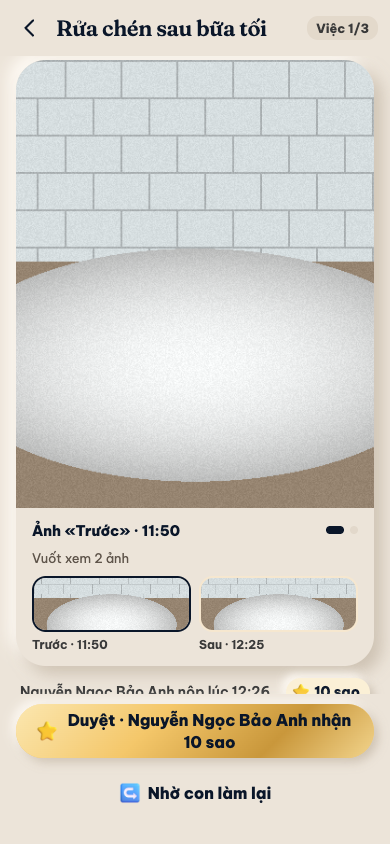 Rửa chén sau bữa tối
Việc 1/3
Ảnh «Trước» · 11:50
Vuốt xem 2 ảnh
Trước · 11:50
Sau · 12:25
Nguyễn Ngọc Bảo Anh nộp lúc 12:26
10 sao
Duyệt · Nguyễn Ngọc Bảo Anh nhận
10 sao
Nhờ con làm lại